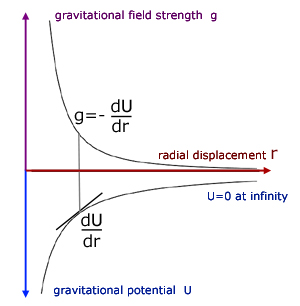 gravitational field strength g
g=- dU/dr
radial displacement r
U=0 at infinity
dU/dr
gravitational potential U